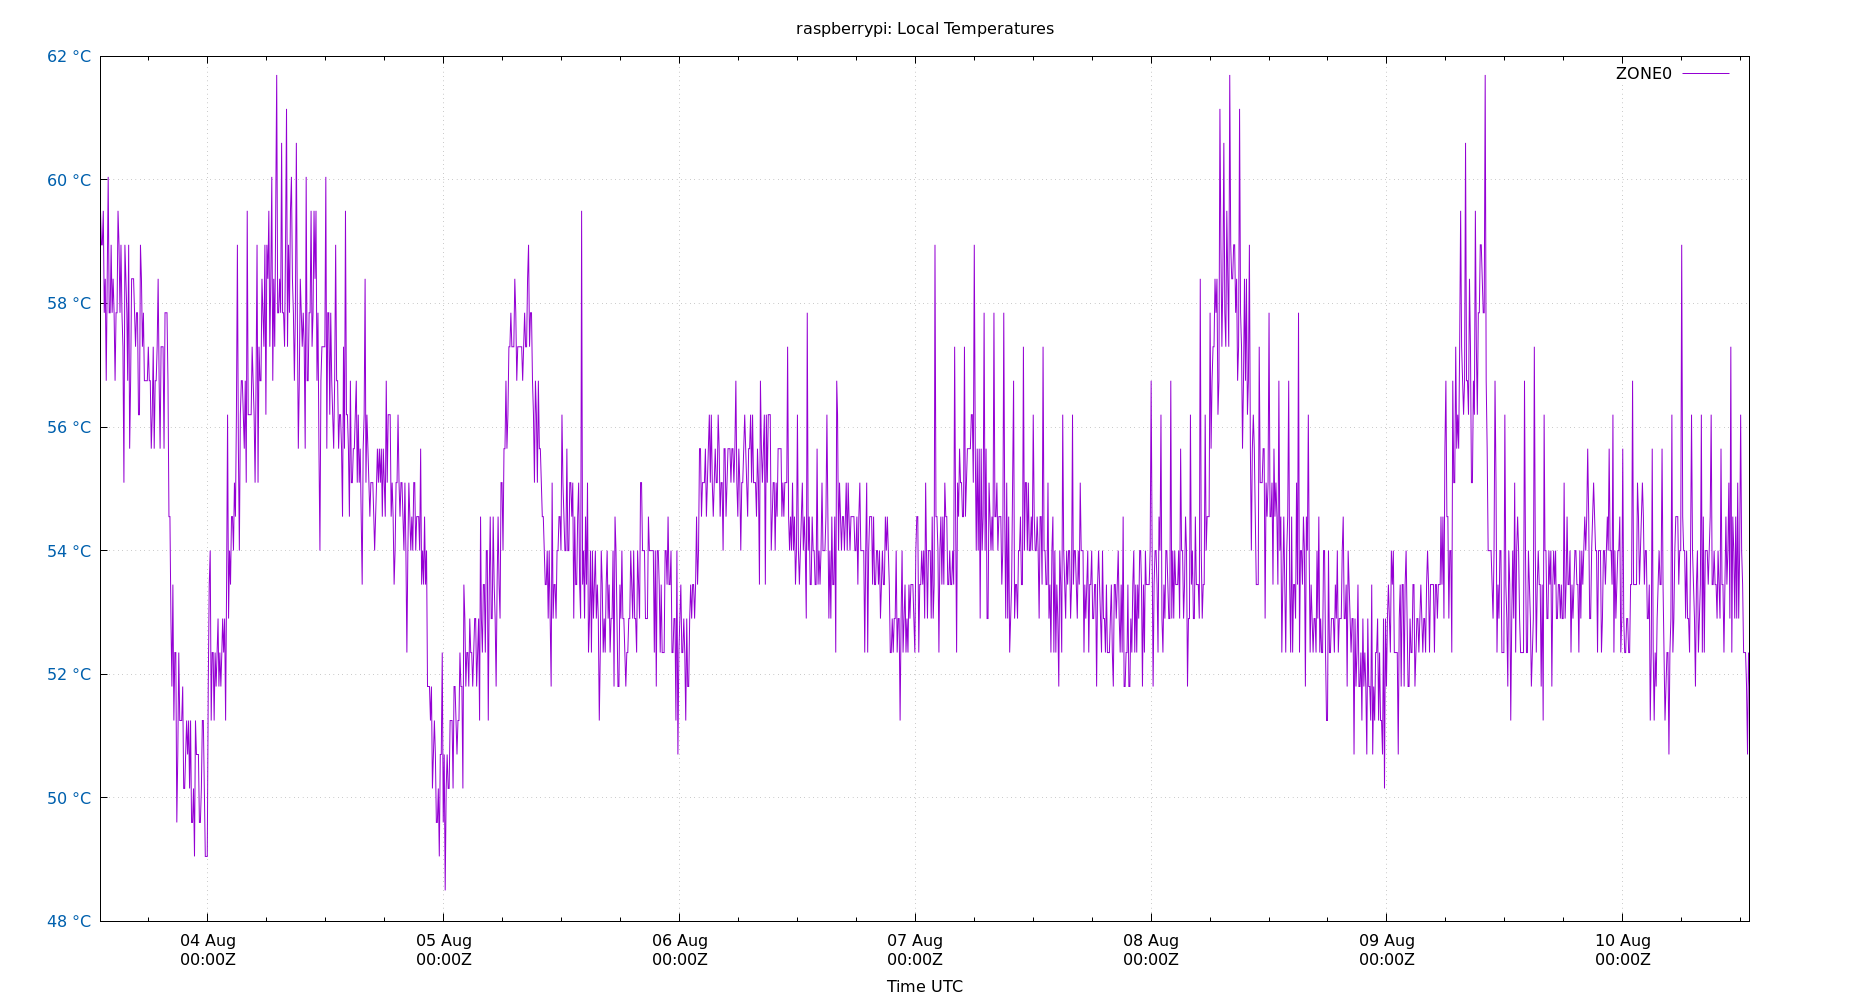 raspberrypi: Local Temperatures
62 °C
ZONE0
60 °C
58 °C
56 °C
54 °C
52 °C
50 °C
48 °C
04 Aug 05 Aug 06 Aug 07 Aug 08 Aug 09 Aug 10 Aug
00:00Z 00:00Z 00:00Z 00:00Z 00:00Z 00:00Z 00:00Z
Time UTC